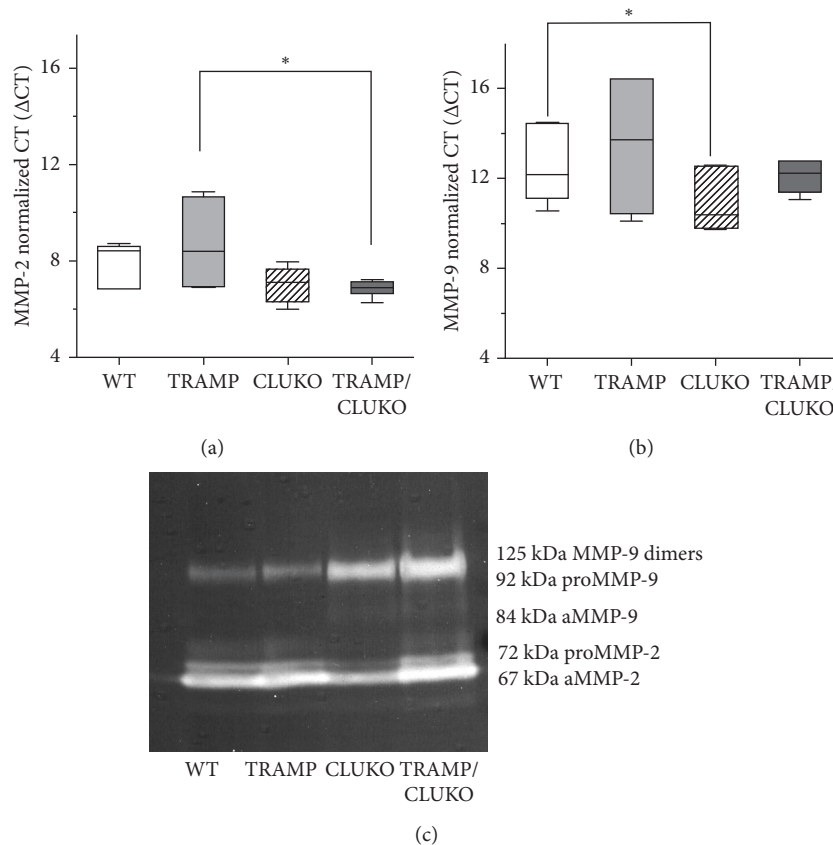 MMP-2 normalized CT (ΔCT)
16
12
8
4
*
WT
TRAMP
CLUKO
TRAMP/
CLUKO
(a)
MMP-9 normalized CT (ΔCT)
16
12
8
4
*
WT
TRAMP
CLUKO
TRAMP/
CLUKO
(b)
125 kDa MMP-9 dimers
92 kDa proMMP-9
84 kDa aMMP-9
72 kDa proMMP-2
67 kDa aMMP-2
WT
TRAMP
CLUKO
TRAMP/
CLUKO
(c)